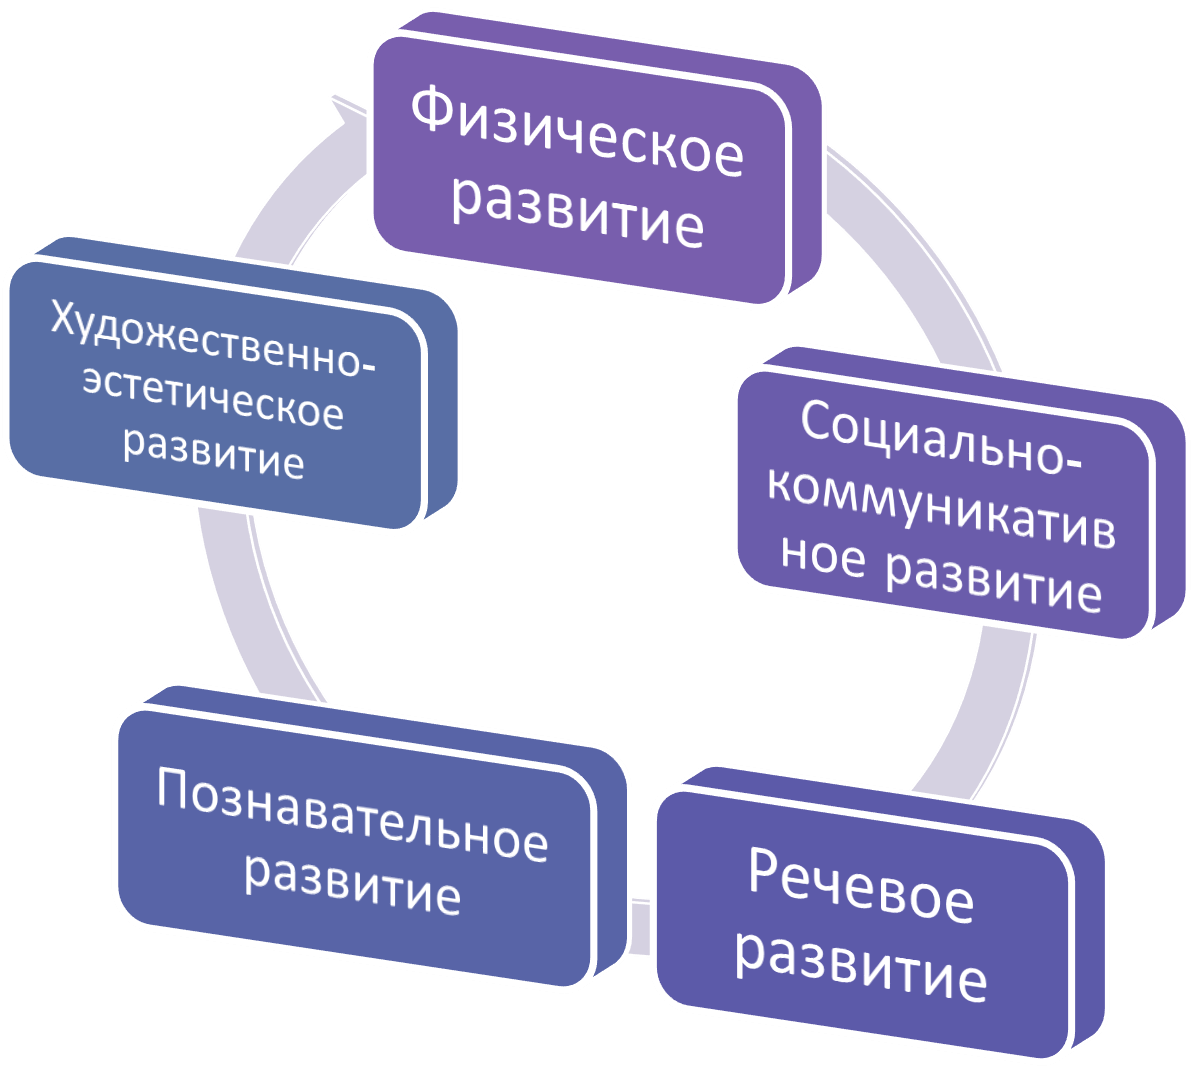 Физическое
развитие
Социально-
коммуникатив
ное развитие
Речевое
развитие
Познавательное
развитие
Художественно-
эстетическое
развитие